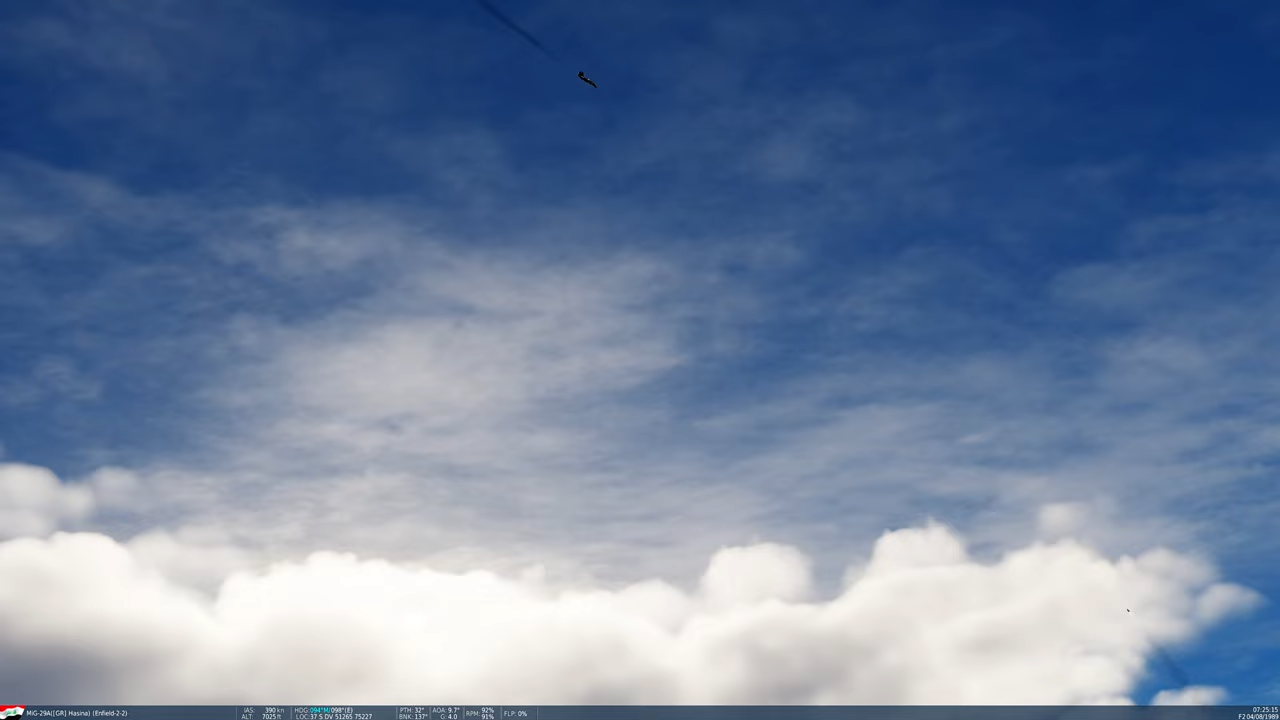 MiG-29A([GR] Hasina) (Enfield-2-2)
IAS: 390 kn
ALT: 7025 ft
HDG:094°M/098°(E)
LOC:37 S DV 51265 75227
PTH: 32°
BNK: 137°
AOA: 9.7°
G: 4.0
RPM: 92%
91%
FLP: 0%
07:25:15
F2 04/08/106